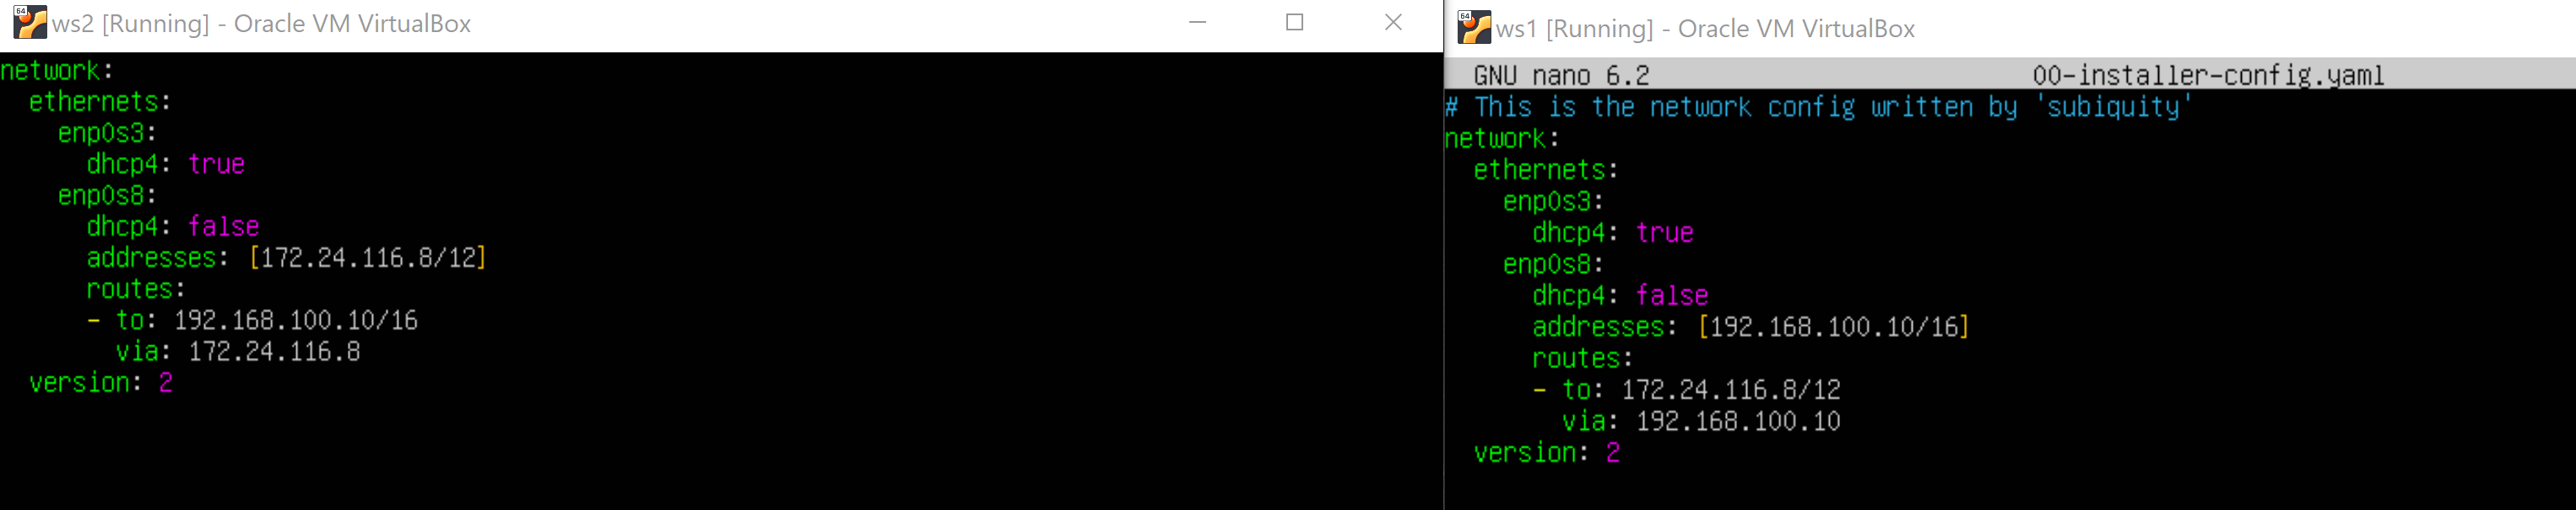 ws2 [Running] - Oracle VM VirtualBox
network:
  ethernets:
    enp0s3:
      dhcp4: true
    enp0s8:
      dhcp4: false
      addresses: [172.24.116.8/12]
      routes:
      - to: 192.168.100.10/16
        via: 172.24.116.8
  version: 2
ws1 [Running] - Oracle VM VirtualBox
GNU nano 6.2 00-installer-config.yaml
# This is the network config written by 'subiquity'
network:
  ethernets:
    enp0s3:
      dhcp4: true
    enp0s8:
      dhcp4: false
      addresses: [192.168.100.10/16]
      routes:
      - to: 172.24.116.8/12
        via: 192.168.100.10
  version: 2